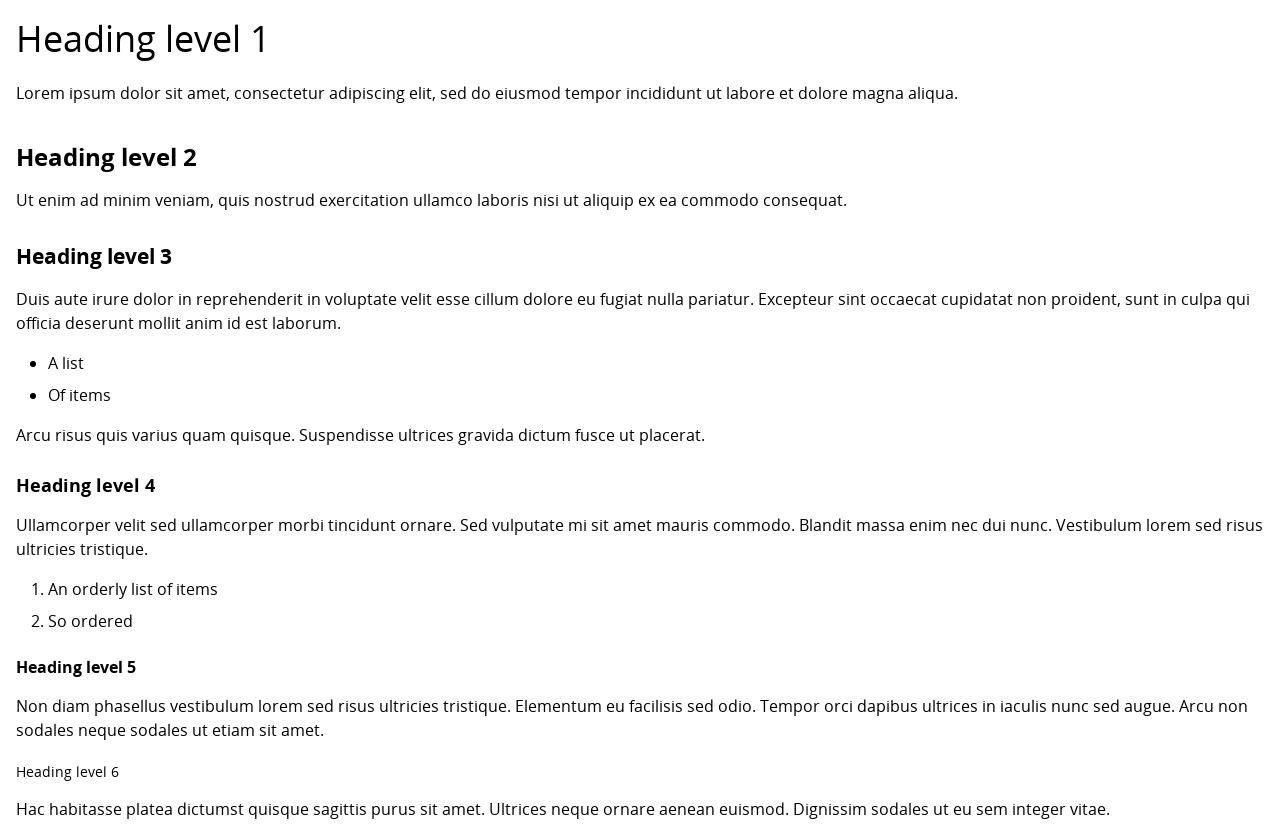 Heading level 1
Lorem ipsum dolor sit amet, consectetur adipiscing elit, sed do eiusmod tempor incididunt ut labore et dolore magna aliqua.
Heading level 2
Ut enim ad minim veniam, quis nostrud exercitation ullamco laboris nisi ut aliquip ex ea commodo consequat.
Heading level 3
Duis aute irure dolor in reprehenderit in voluptate velit esse cillum dolore eu fugiat nulla pariatur. Excepteur sint occaecat cupidatat non proident, sunt in culpa qui
officia deserunt mollit anim id est laborum.
• A list
• Of items
Arcu risus quis varius quam quisque. Suspendisse ultrices gravida dictum fusce ut placerat.
Heading level 4
Ullamcorper velit sed ullamcorper morbi tincidunt ornare. Sed vulputate mi sit amet mauris commodo. Blandit massa enim nec dui nunc. Vestibulum lorem sed risus
ultricies tristique.
1. An orderly list of items
2. So ordered
Heading level 5
Non diam phasellus vestibulum lorem sed risus ultricies tristique. Elementum eu facilisis sed odio. Tempor orci dapibus ultrices in iaculis nunc sed augue. Arcu non
sodales neque sodales ut etiam sit amet.
Heading level 6
Hac habitasse platea dictumst quisque sagittis purus sit amet. Ultrices neque ornare aenean euismod. Dignissim sodales ut eu sem integer vitae.